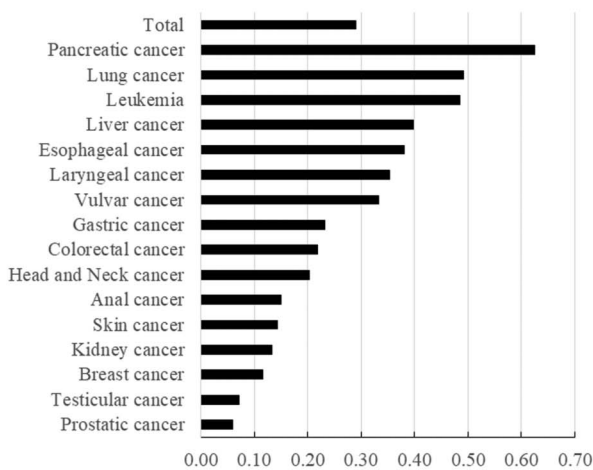 Total
Pancreatic cancer
Lung cancer
Leukemia
Liver cancer
Esophageal cancer
Laryngeal cancer
Vulvar cancer
Gastric cancer
Colorectal cancer
Head and Neck cancer
Anal cancer
Skin cancer
Kidney cancer
Breast cancer
Testicular cancer
Prostatic cancer
0.00 0.10 0.20 0.30 0.40 0.50 0.60 0.70